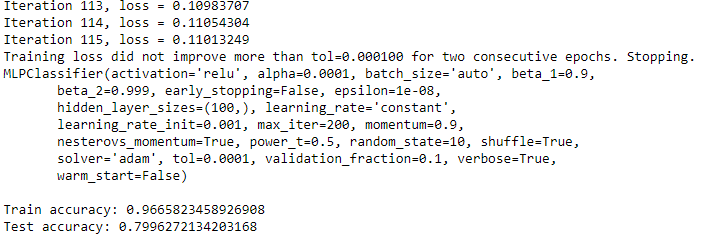 Iteration 113, loss = 0.10983707
Iteration 114, loss = 0.11054304
Iteration 115, loss = 0.11013249
Training loss did not improve more than tol=0.000100 for two consecutive epochs. Stopping.
MLPClassifier(activation='relu', alpha=0.0001, batch_size='auto', beta_1=0.9,
       beta_2=0.999, early_stopping=False, epsilon=1e-08,
       hidden_layer_sizes=(100,), learning_rate='constant',
       learning_rate_init=0.001, max_iter=200, momentum=0.9,
       nesterovs_momentum=True, power_t=0.5, random_state=10, shuffle=True,
       solver='adam', tol=0.0001, validation_fraction=0.1, verbose=True,
       warm_start=False)
Train accuracy: 0.9665823458926908
Test accuracy: 0.7996272134203168